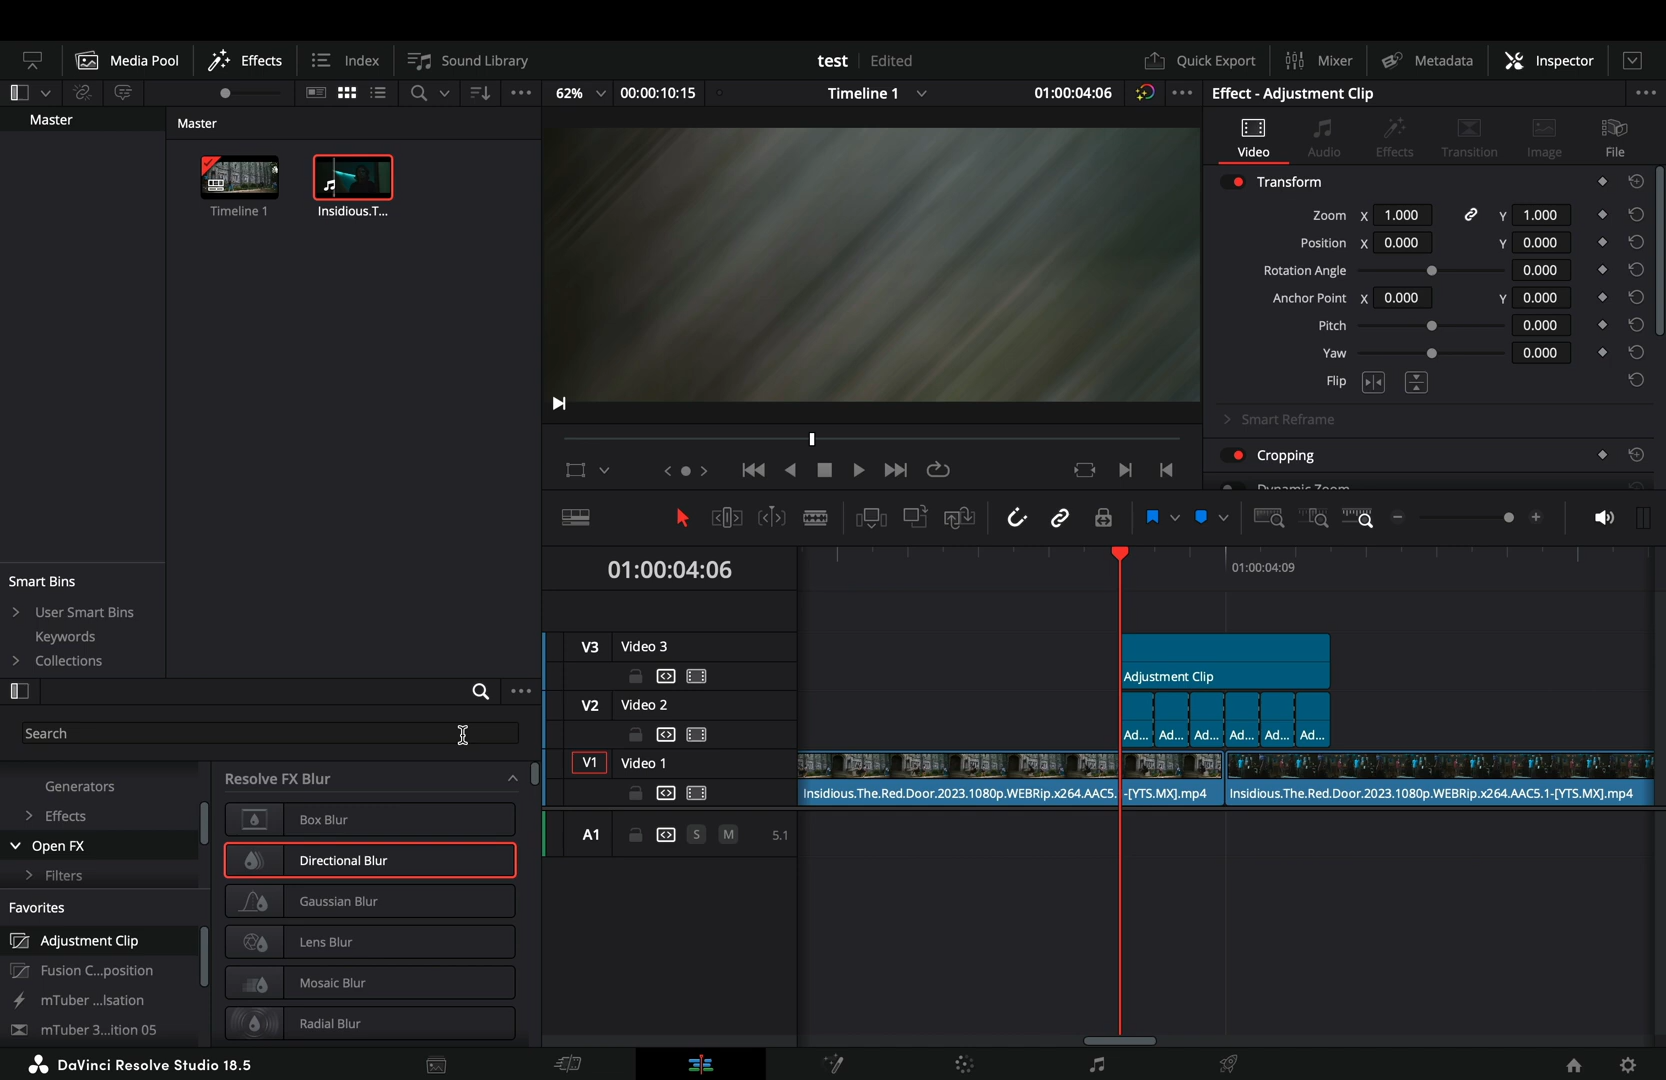 Media Pool
Effects
Index
Sound Library
test
Edited
Quick Export
Mixer
Metadata
Inspector
62%
00:00:10:15
Timeline 1
01:00:04:06
Effect - Adjustment Clip
Master
Master
Timeline 1
Insidious.T...
Video
Audio
Effects
Transition
Image
File
Transform
Zoom X 1.000 Y 1.000
Position X 0.000 Y 0.000
Rotation Angle 0.000
Anchor Point X 0.000 Y 0.000
Pitch 0.000
Yaw 0.000
Flip
Smart Reframe
Cropping
Dynamic Zoom
Smart Bins
User Smart Bins
Keywords
Collections
Search
Generators
Effects
Open FX
Filters
Favorites
Adjustment Clip
Fusion C...position
mTuber ...lsation
mTuber 3...ition 05
Resolve FX Blur
Box Blur
Directional Blur
Gaussian Blur
Lens Blur
Mosaic Blur
Radial Blur
01:00:04:06
01:00:04:09
V3 Video 3
Adjustment Clip
V2 Video 2
Ad... Ad... Ad... Ad... Ad... Ad...
V1 Video 1
Insidious.The.Red.Door.2023.1080p.WEBRip.x264.AAC5.1-[YTS.MX].mp4
Insidious.The.Red.Door.2023.1080p.WEBRip.x264.AAC5.1-[YTS.MX].mp4
A1 S M 5.1
DaVinci Resolve Studio 18.5